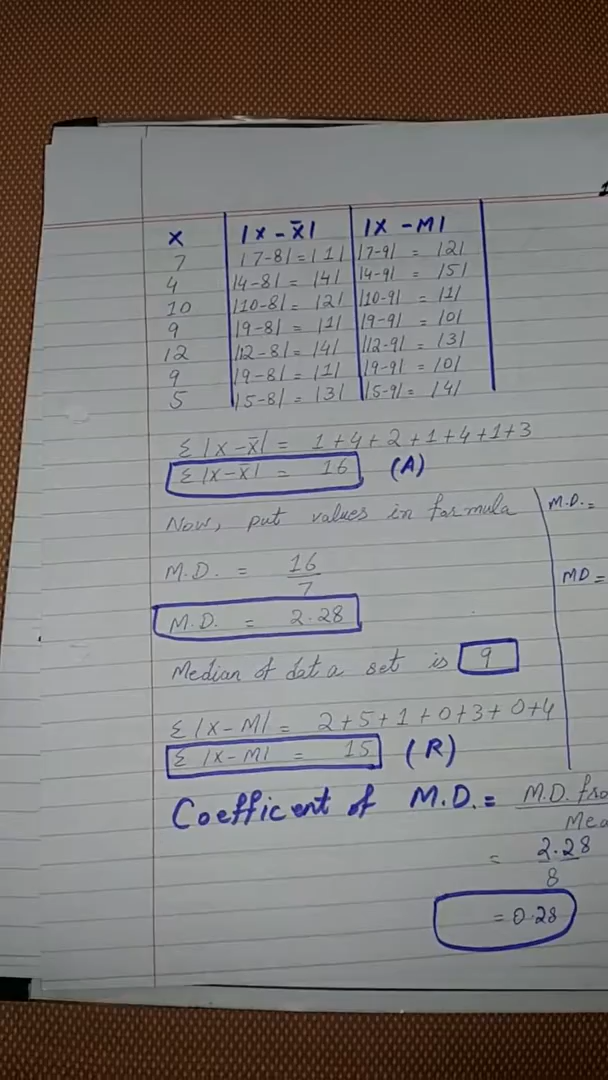 X |X-X̄| |X-M|
7 |7-8|=|1| |7-9| = |2|
4 |4-8| = |4| |4-9| = |5|
10 |10-8| = |2| |10-9| = |1|
9 |9-8| = |1| |9-9| = |0|
12 |12-8| = |4| |12-9| = |3|
9 |9-8| = |1| |9-9| = |0|
5 |5-8| = |3| |5-9| = |4|
Σ |X-X̄| = 1+4+2+1+4+1+3
Σ |X-X̄| = 16 (A)
Now, put values in formula
M.D.=
M.D. = 16/7
MD =
M.D. = 2.28
Median of data set is 9
Σ |X-M| = 2+5+1+0+3+0+4
Σ |X-M| = 15 (R)
Coefficent of M.D. = M.D. fro
Mea
= 2.28/8
= 0.28